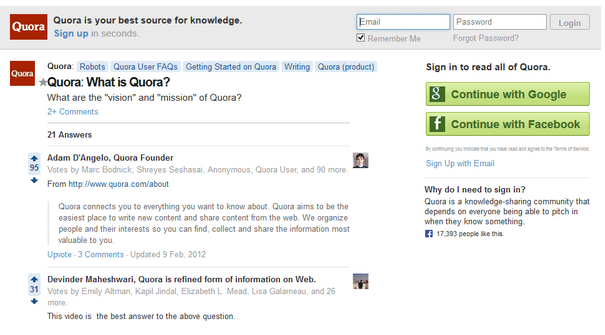 Quora
Quora is your best source for knowledge.
Sign up in seconds.
Email
Password
Login
Remember Me
Forgot Password?
Quora
Quora: Robots Quora User FAQs Getting Started on Quora Writing Quora (product)
Quora: What is Quora?
What are the "vision" and "mission" of Quora?
2+ Comments
21 Answers
95
Adam D'Angelo, Quora Founder
Votes by Marc Bodnick, Shreyes Seshasai, Anonymous, Quora User, and 90 more.
From http://www.quora.com/about
Quora connects you to everything you want to know about. Quora aims to be the
easiest place to write new content and share content from the web. We organize
people and their interests so you can find, collect and share the information most
valuable to you.
Upvote · 3 Comments · Updated 9 Feb, 2012
31
Devinder Maheshwari, Quora is refined form of information on Web.
Votes by Emily Altman, Kapil Jindal, Elizabeth L. Mead, Lisa Galarneau, and 26
more.
This video is the best answer to the above question.
Sign in to read all of Quora.
g Continue with Google
f Continue with Facebook
By continuing you indicate that you have read and agree to the Terms of Service.
Sign Up with Email
Why do I need to sign in?
Quora is a knowledge-sharing community that
depends on everyone being able to pitch in
when they know something.
f 17,393 people like this.